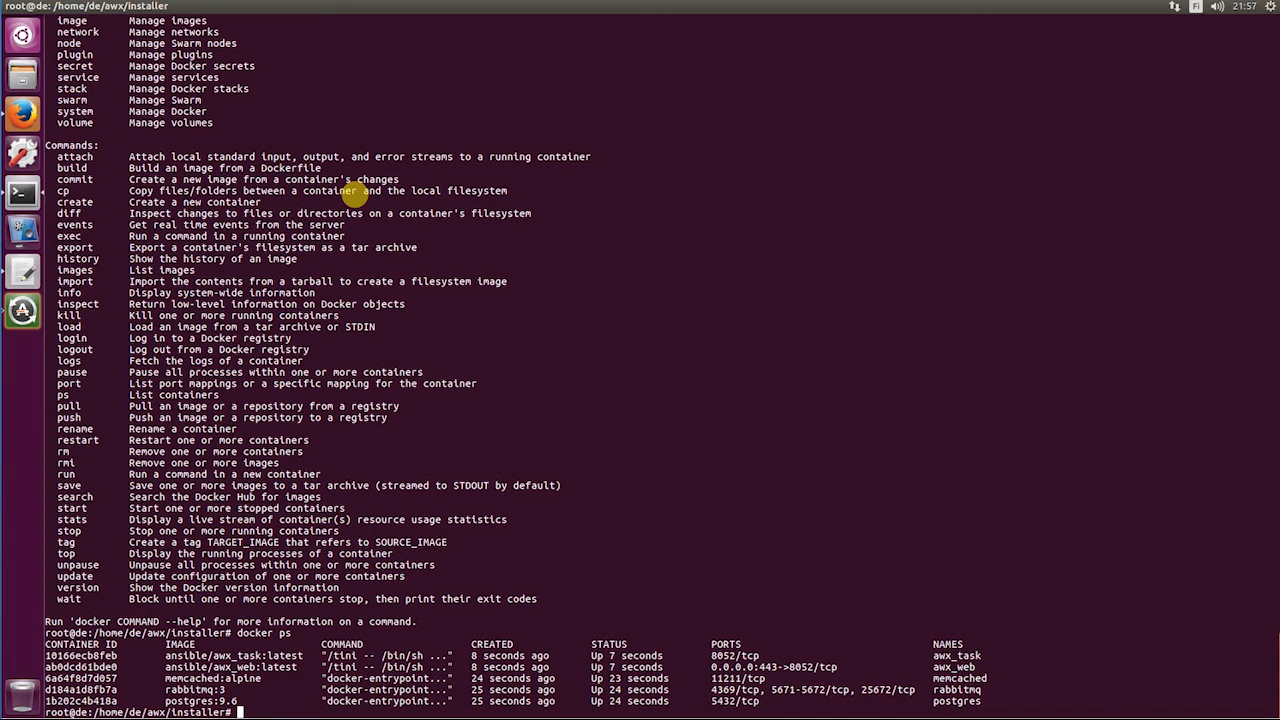 root@de: /home/de/awx/installer
Fi 21:57
image Manage images
network Manage networks
node Manage Swarm nodes
plugin Manage plugins
secret Manage Docker secrets
service Manage services
stack Manage Docker stacks
swarm Manage Swarm
system Manage Docker
volume Manage volumes
Commands:
attach Attach local standard input, output, and error streams to a running container
build Build an image from a Dockerfile
commit Create a new image from a container's changes
cp Copy files/folders between a container and the local filesystem
create Create a new container
diff Inspect changes to files or directories on a container's filesystem
events Get real time events from the server
exec Run a command in a running container
export Export a container's filesystem as a tar archive
history Show the history of an image
images List images
import Import the contents from a tarball to create a filesystem image
info Display system-wide information
inspect Return low-level information on Docker objects
kill Kill one or more running containers
load Load an image from a tar archive or STDIN
login Log in to a Docker registry
logout Log out from a Docker registry
logs Fetch the logs of a container
pause Pause all processes within one or more containers
port List port mappings or a specific mapping for the container
ps List containers
pull Pull an image or a repository from a registry
push Push an image or a repository to a registry
rename Rename a container
restart Restart one or more containers
rm Remove one or more containers
rmi Remove one or more images
run Run a command in a new container
save Save one or more images to a tar archive (streamed to STDOUT by default)
search Search the Docker Hub for images
start Start one or more stopped containers
stats Display a live stream of container(s) resource usage statistics
stop Stop one or more running containers
tag Create a tag TARGET_IMAGE that refers to SOURCE_IMAGE
top Display the running processes of a container
unpause Unpause all processes within one or more containers
update Update configuration of one or more containers
version Show the Docker version information
wait Block until one or more containers stop, then print their exit codes
Run 'docker COMMAND --help' for more information on a command.
root@de:/home/de/awx/installer# docker ps
CONTAINER ID IMAGE COMMAND CREATED STATUS PORTS NAMES
10166ecb8feb ansible/awx_task:latest "/tini -- /bin/sh ..." 8 seconds ago Up 7 seconds 8052/tcp awx_task
ab0dcd61bde0 ansible/awx_web:latest "/tini -- /bin/sh ..." 8 seconds ago Up 7 seconds 0.0.0.0:443->8052/tcp awx_web
6a64f8d7d057 memcached:alpine "docker-entrypoint..." 24 seconds ago Up 23 seconds 11211/tcp memcached
d184a1d8fb7a rabbitmq:3 "docker-entrypoint..." 25 seconds ago Up 24 seconds 4369/tcp, 5671-5672/tcp, 25672/tcp rabbitmq
1b202c4b418a postgres:9.6 "docker-entrypoint..." 25 seconds ago Up 24 seconds 5432/tcp postgres
root@de:/home/de/awx/installer#